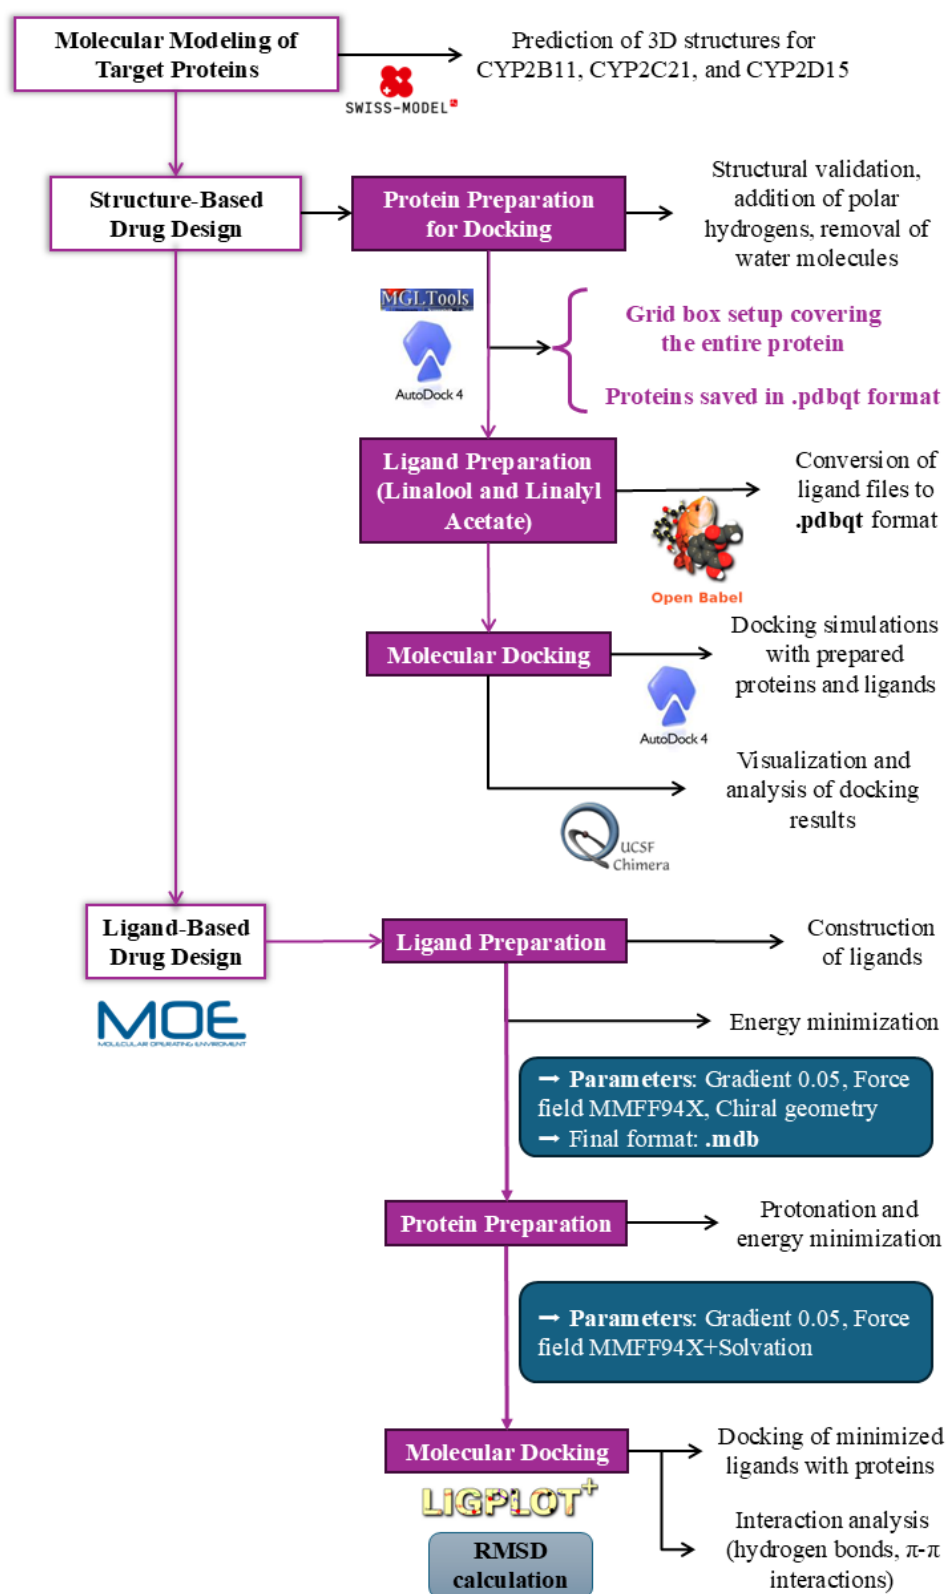 Molecular Modeling of
Target Proteins
Prediction of 3D structures for
CYP2B11, CYP2C21, and CYP2D15
SWISS-MODEL
Structure-Based
Drug Design
Protein Preparation
for Docking
Structural validation,
addition of polar
hydrogens, removal of
water molecules
MGLTools
AutoDock 4
Grid box setup covering
the entire protein
Proteins saved in .pdbqt format
Ligand Preparation
(Linalool and Linalyl
Acetate)
Conversion of
ligand files to
.pdbqt format
Open Babel
Molecular Docking
Docking simulations
with prepared
proteins and ligands
AutoDock 4
Visualization and
analysis of docking
results
UCSF
Chimera
Ligand-Based
Drug Design
MOE
MOLECULAIR OPERATING ENVIROMENT
Ligand Preparation
Construction
of ligands
Energy minimization
→ Parameters: Gradient 0.05, Force
field MMFF94X, Chiral geometry
→ Final format: .mdb
Protein Preparation
Protonation and
energy minimization
→ Parameters: Gradient 0.05, Force
field MMFF94X+Solvation
Molecular Docking
LIGPLOT+
RMSD
calculation
Docking of minimized
ligands with proteins
Interaction analysis
(hydrogen bonds, π-π
interactions)